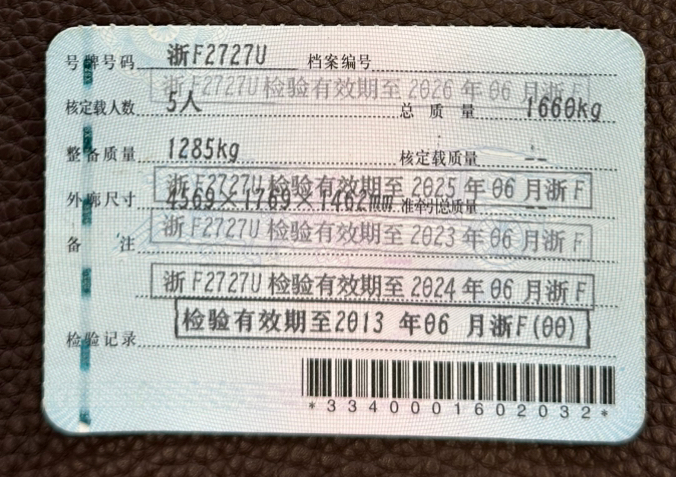 号牌号码 浙F2727U 档案编号
浙F2727U检验有效期至2026年06月浙F
核定载人数 5人 总质量 1660kg
整备质量 1285kg 核定载质量 --
浙F2727U检验有效期至2025年06月浙F
外廓尺寸 4569×1769×1462mm 准牵引总质量 --
浙F2727U检验有效期至2023年06月浙F
备注
浙F2727U检验有效期至2024年06月浙F
检验有效期至2013年06月浙F(00)
检验记录
*3340001602032*